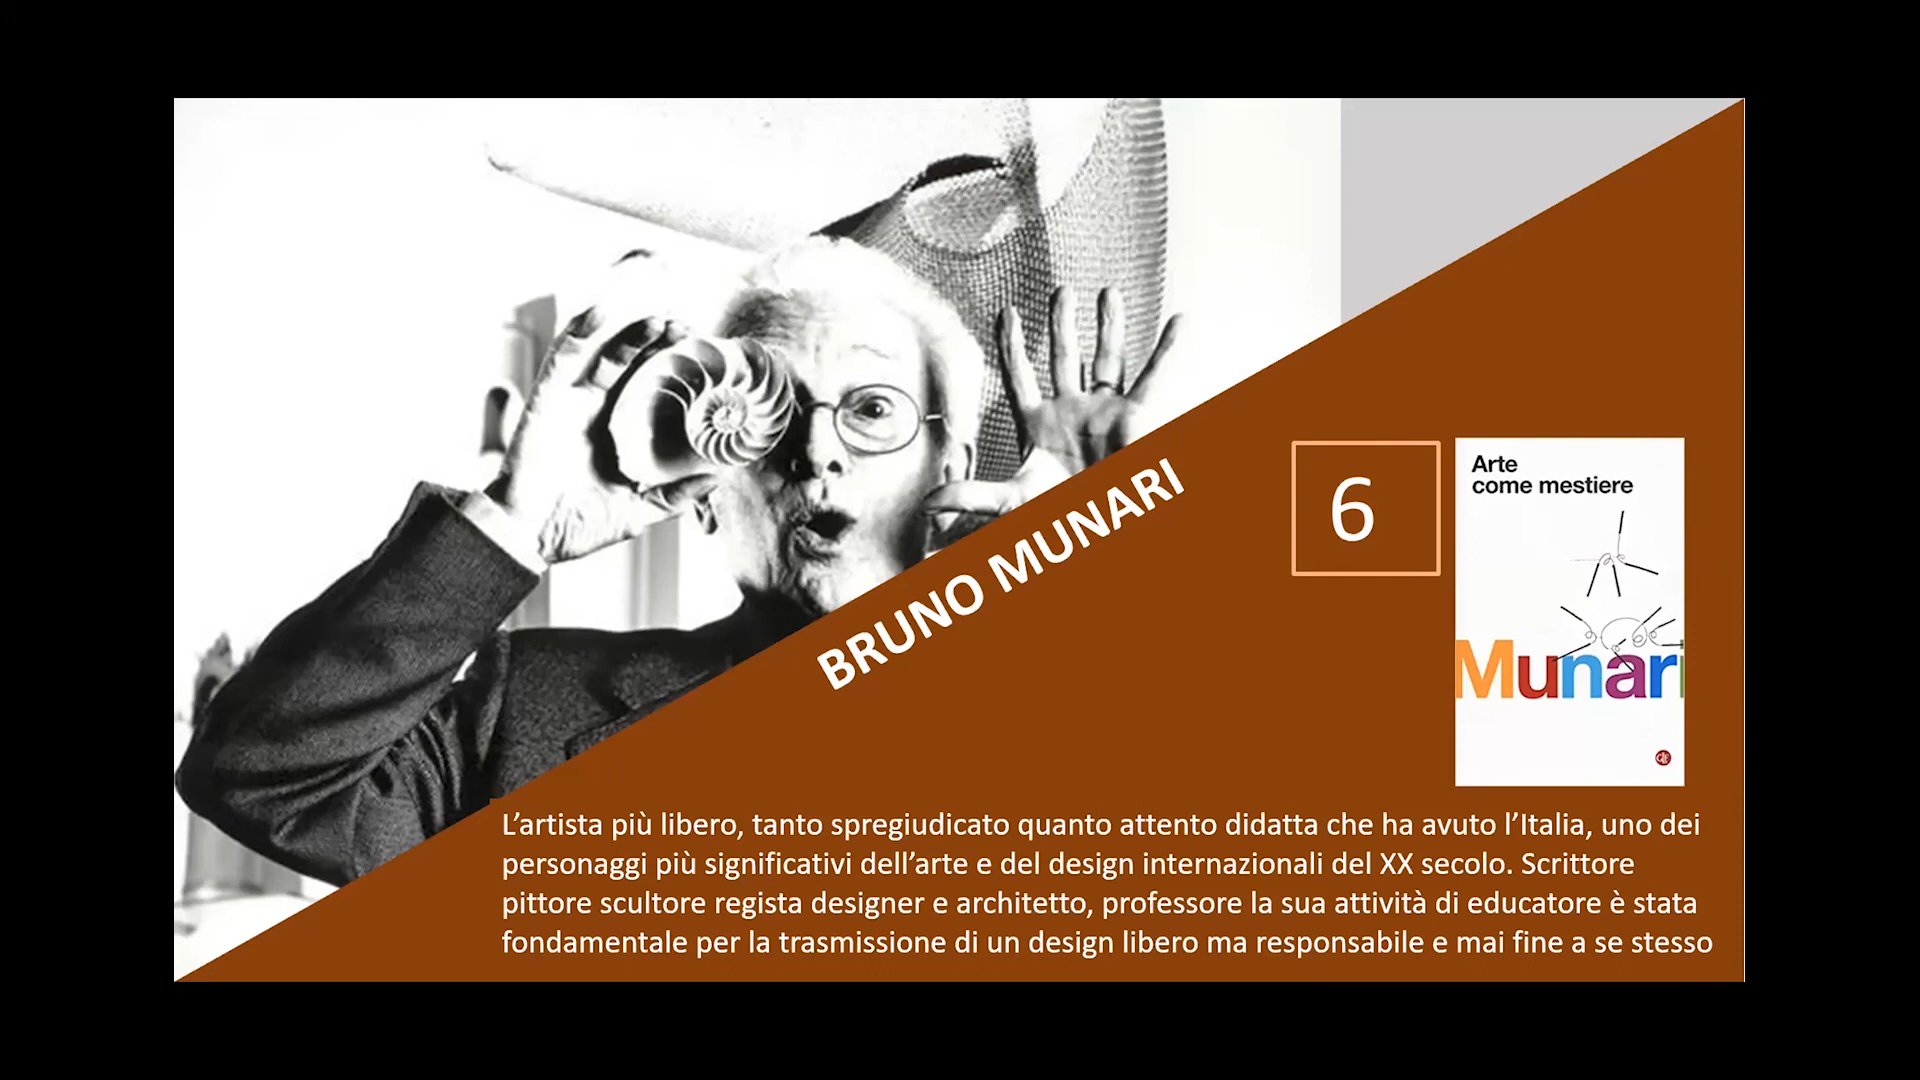 BRUNO MUNARI
6
Arte
come mestiere
Munari
L’artista più libero, tanto spregiudicato quanto attento didatta che ha avuto l’Italia, uno dei
personaggi più significativi dell’arte e del design internazionali del XX secolo. Scrittore
pittore scultore regista designer e architetto, professore la sua attività di educatore è stata
fondamentale per la trasmissione di un design libero ma responsabile e mai fine a se stesso